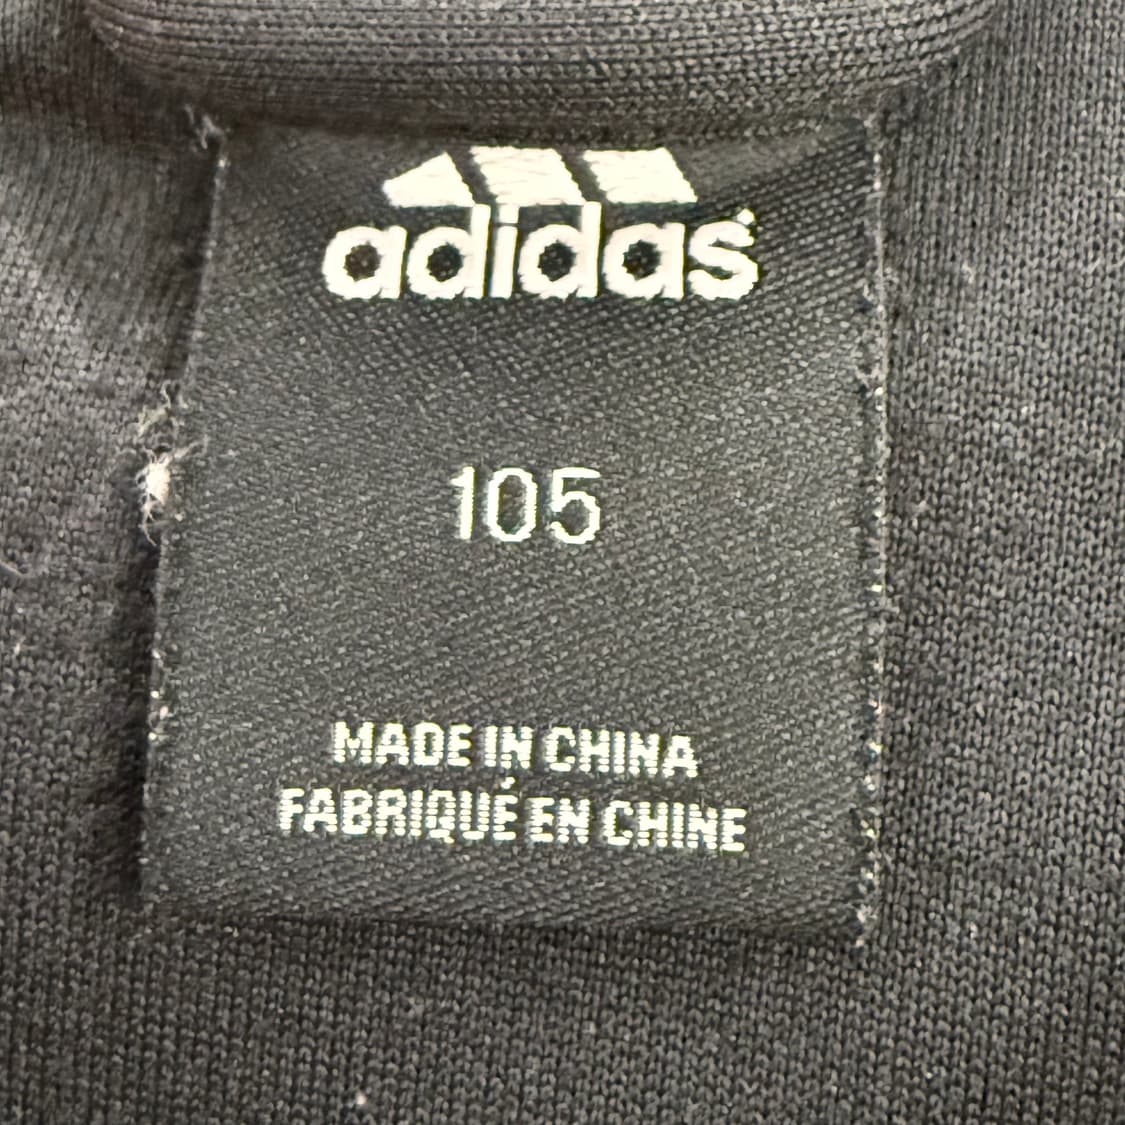 adidas
105
MADE IN CHINA
FABRIQUÉ EN CHINE